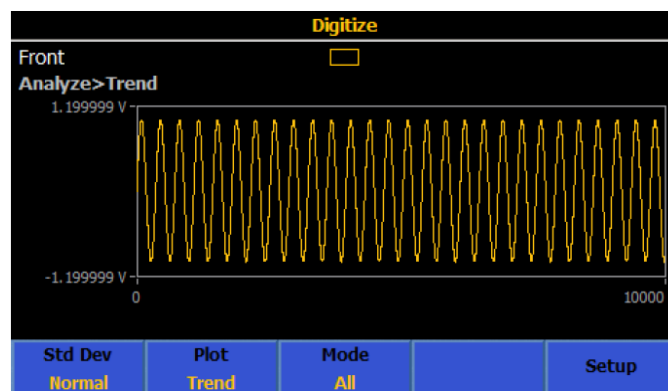 Digitize
Front
Analyze>Trend
1.199999 V
-1.199999 V
0 10000
Std Dev Plot Mode Setup
Normal Trend All